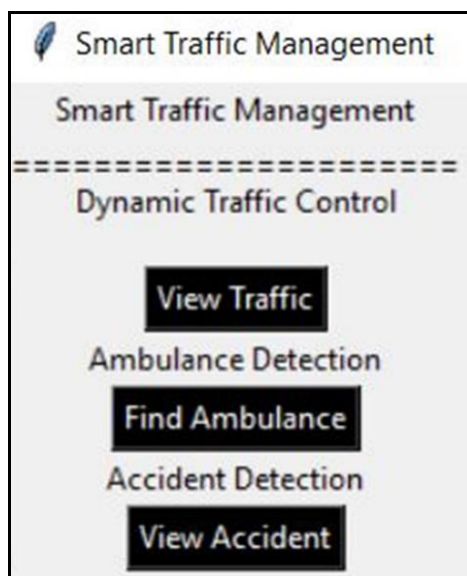 Smart Traffic Management
Smart Traffic Management
=======================
Dynamic Traffic Control
View Traffic
Ambulance Detection
Find Ambulance
Accident Detection
View Accident